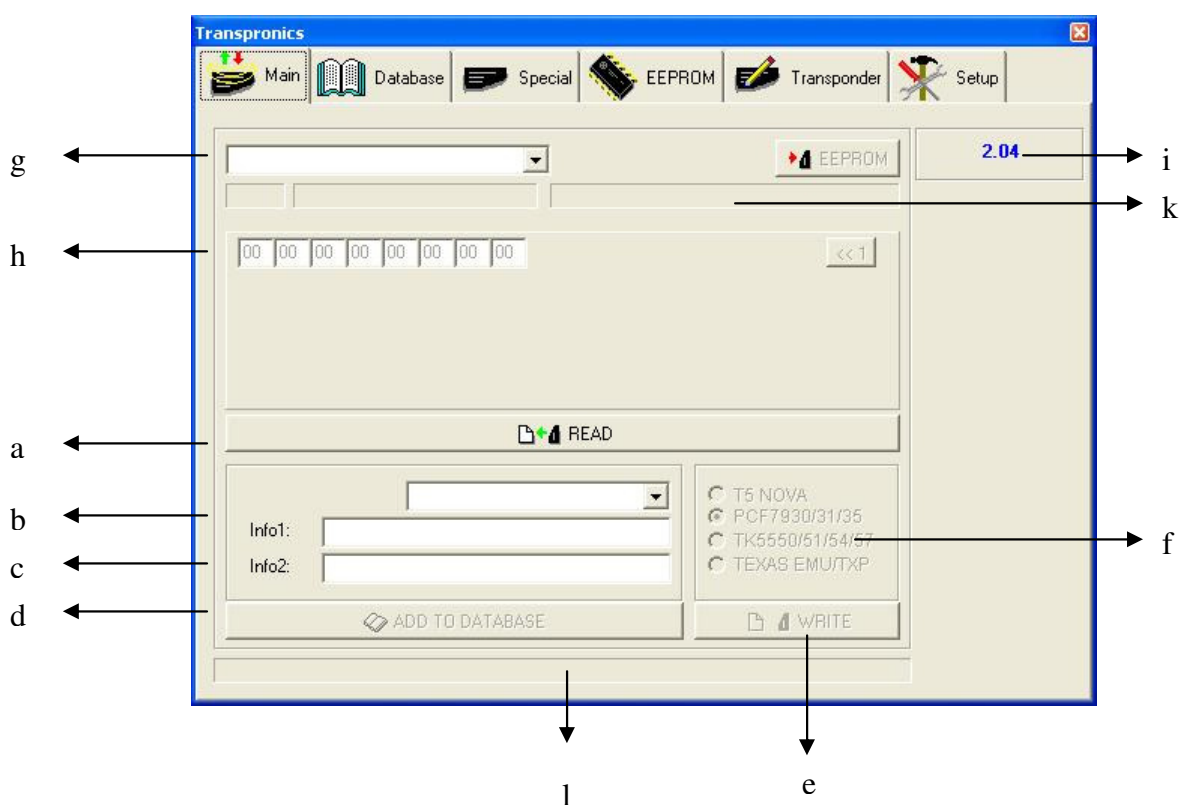 Transpronics
Main Database Special EEPROM Transponder Setup
g
EEPROM
2.04
i
k
h
00 00 00 00 00 00 00 00
<< 1
READ
a
T5 NOVA
b
PCF7930/31/35
Info1:
TK5550/51/54/57
f
c
Info2:
TEXAS EMU/TXP
d
ADD TO DATABASE
WRITE
l
e